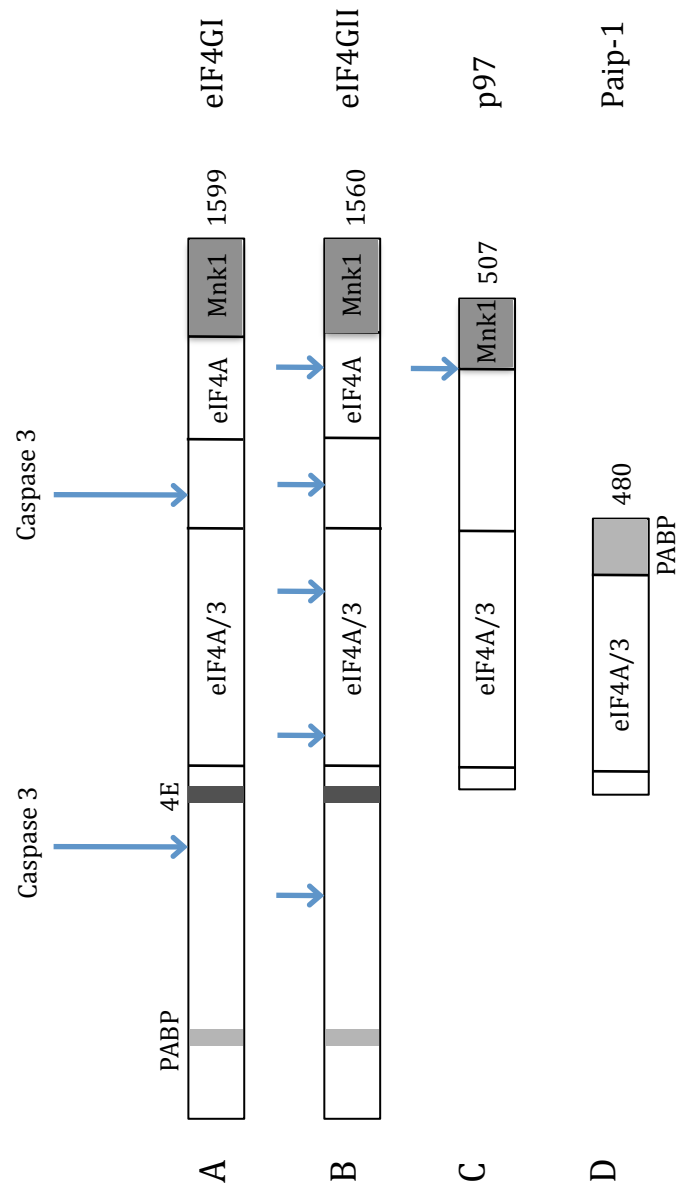 Caspase 3
Caspase 3
PABP
4E
A
eIF4A/3
eIF4A
Mnk1
1599
eIF4GI
B
eIF4A/3
eIF4A
Mnk1
1560
eIF4GII
C
eIF4A/3
Mnk1
507
p97
D
eIF4A/3
480
Paip-1
PABP